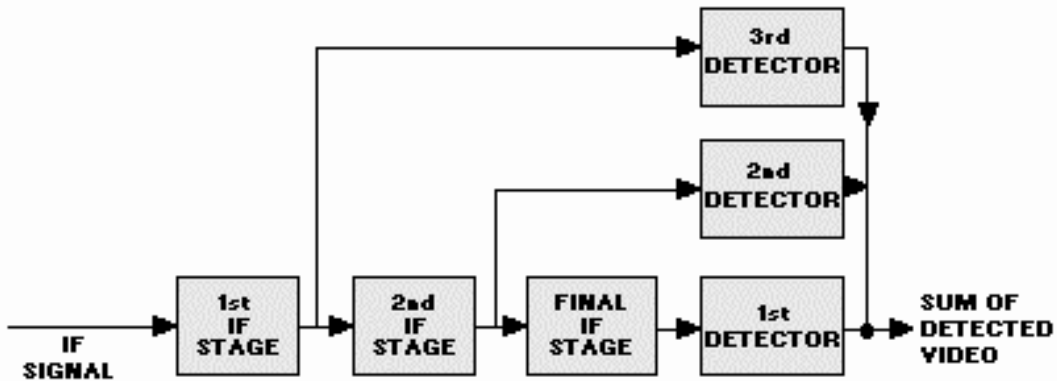 3rd
DETECTOR
2nd
DETECTOR
IF
SIGNAL
1st
IF
STAGE
2nd
IF
STAGE
FINAL
IF
STAGE
1st
DETECTOR
SUM OF
DETECTED
VIDEO